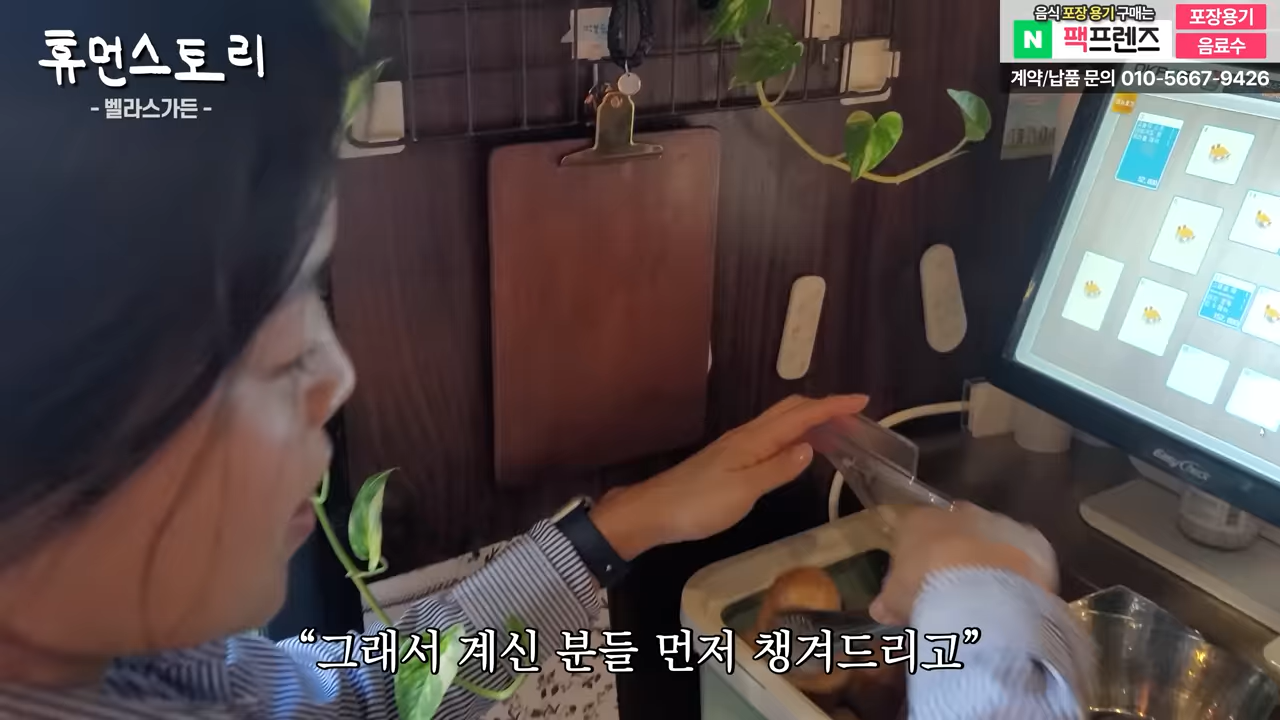 휴먼스토리
- 벨라스가든 -
음식 포장 용기 구매는
N 팩프렌즈
포장용기
음료수
계약/납품 문의 010-5667-9426
“그래서 계신 분들 먼저 챙겨드리고”